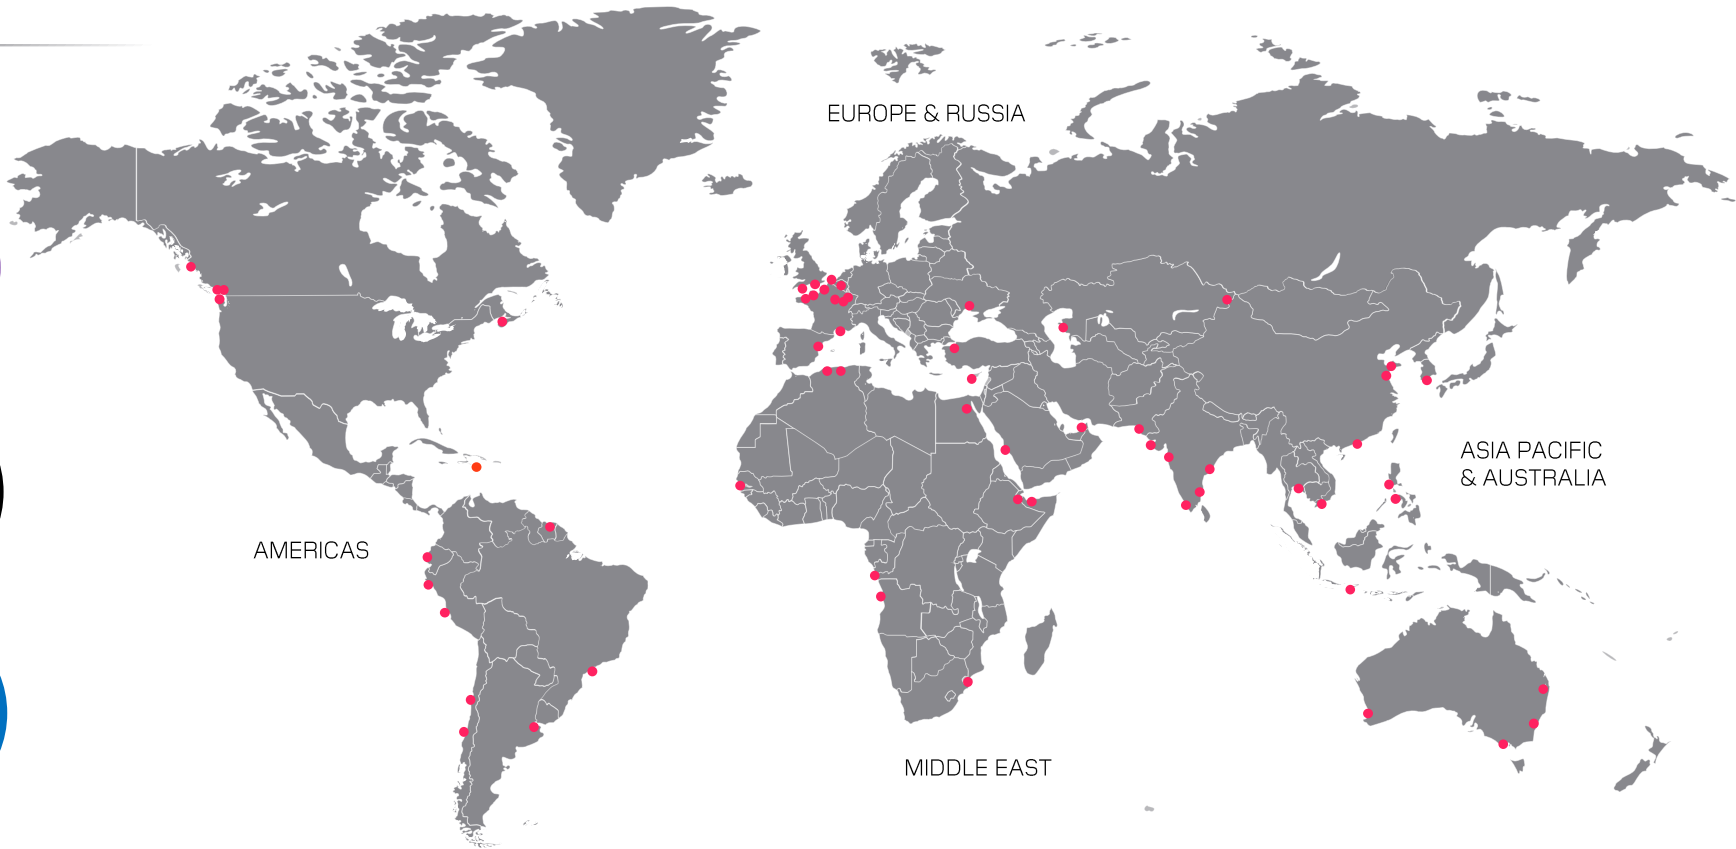 EUROPE & RUSSIA
ASIA PACIFIC
& AUSTRALIA
AMERICAS
MIDDLE EAST